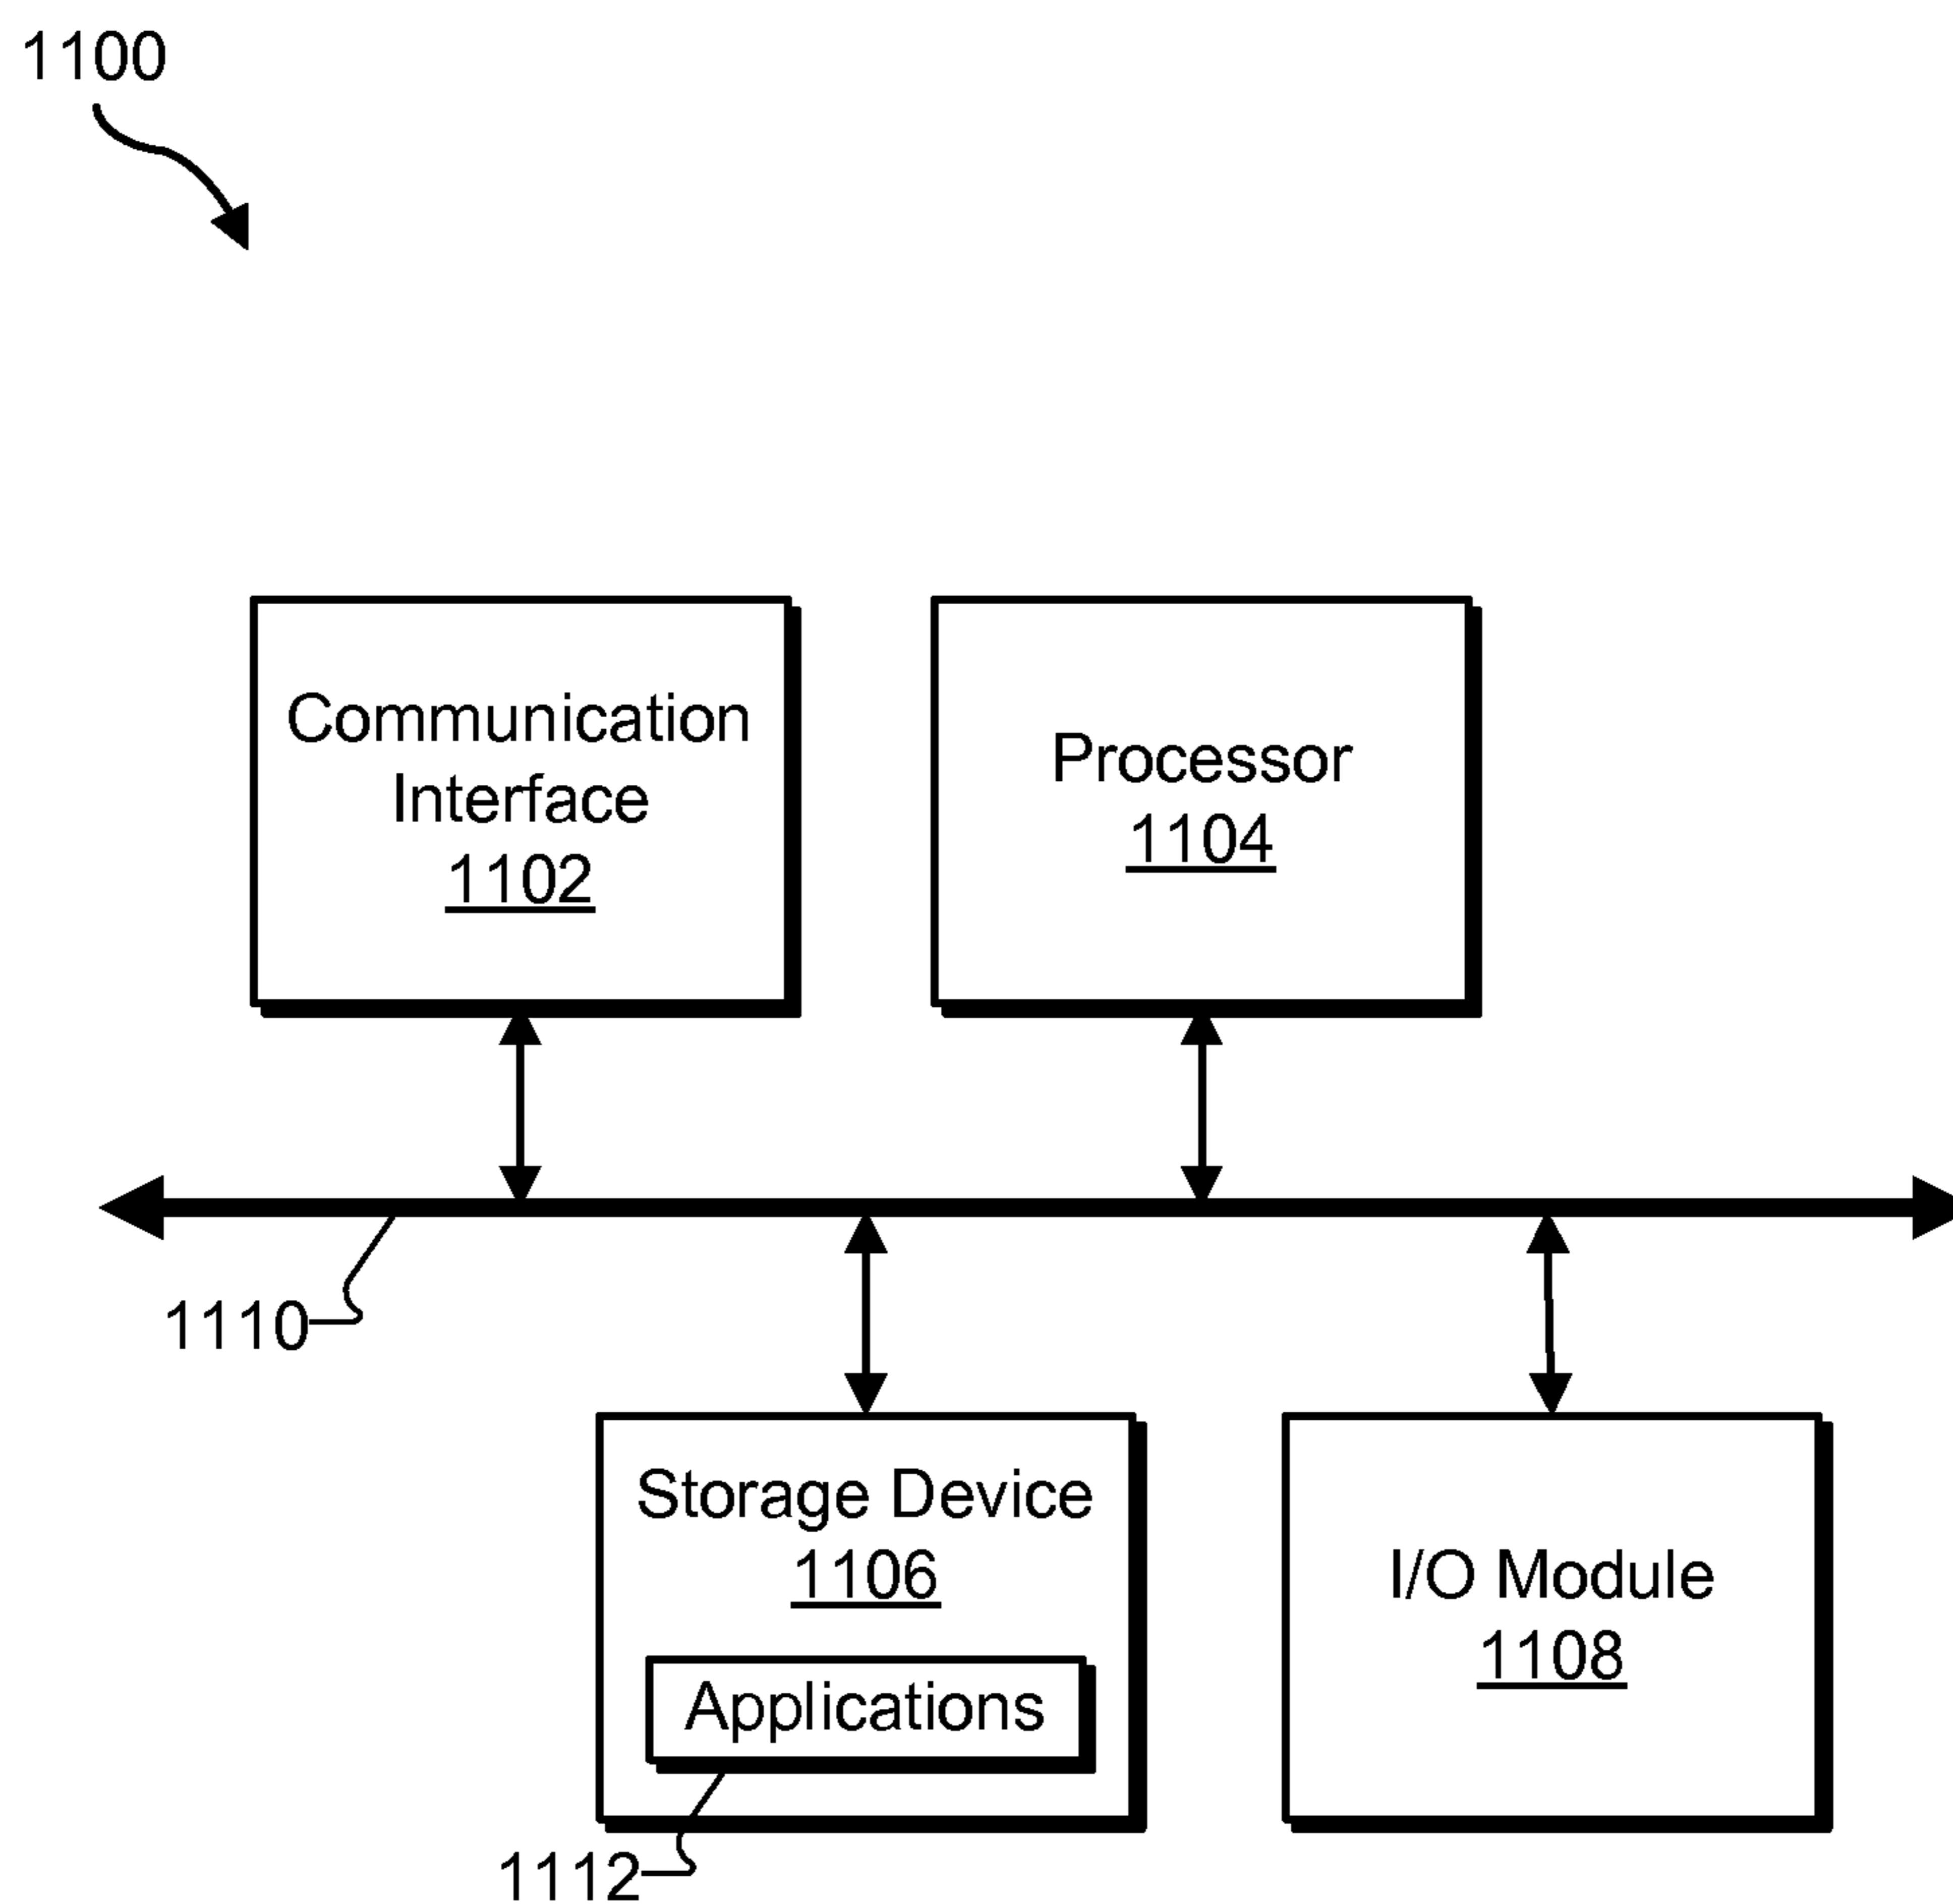 1100
Communication
Interface
1102
Processor
1104
1110
Storage Device
1106
Applications
1112
I/O Module
1108